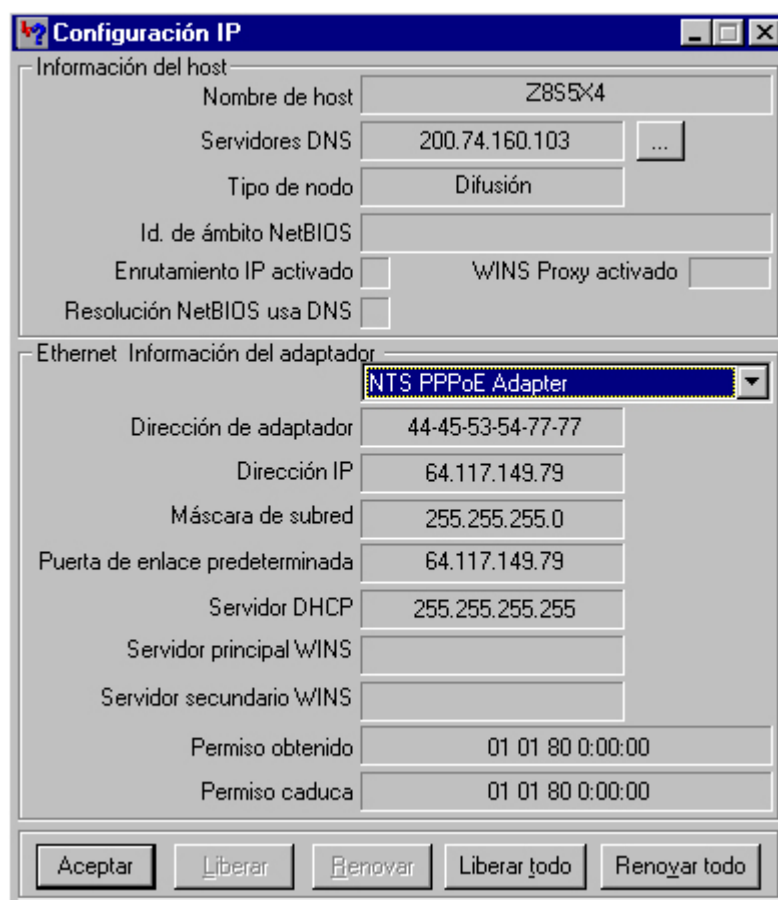 Configuración IP
Información del host
Nombre de host Z8S5X4
Servidores DNS 200.74.160.103 ...
Tipo de nodo Difusión
Id. de ámbito NetBIOS
Enrutamiento IP activado WINS Proxy activado
Resolución NetBIOS usa DNS
Ethernet Información del adaptador
NTS PPPoE Adapter
Dirección de adaptador 44-45-53-54-77-77
Dirección IP 64.117.149.79
Máscara de subred 255.255.255.0
Puerta de enlace predeterminada 64.117.149.79
Servidor DHCP 255.255.255.255
Servidor principal WINS
Servidor secundario WINS
Permiso obtenido 01 01 80 0:00:00
Permiso caduca 01 01 80 0:00:00
Aceptar Liberar Renovar Liberar todo Renovar todo